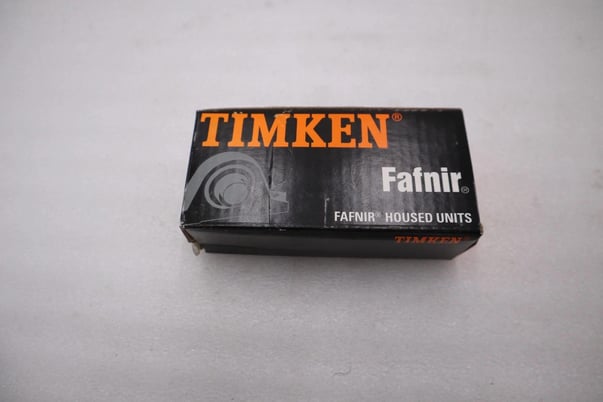 TIMKEN®
Fafnir®
FAFNIR® HOUSED UNITS
TIMKEN